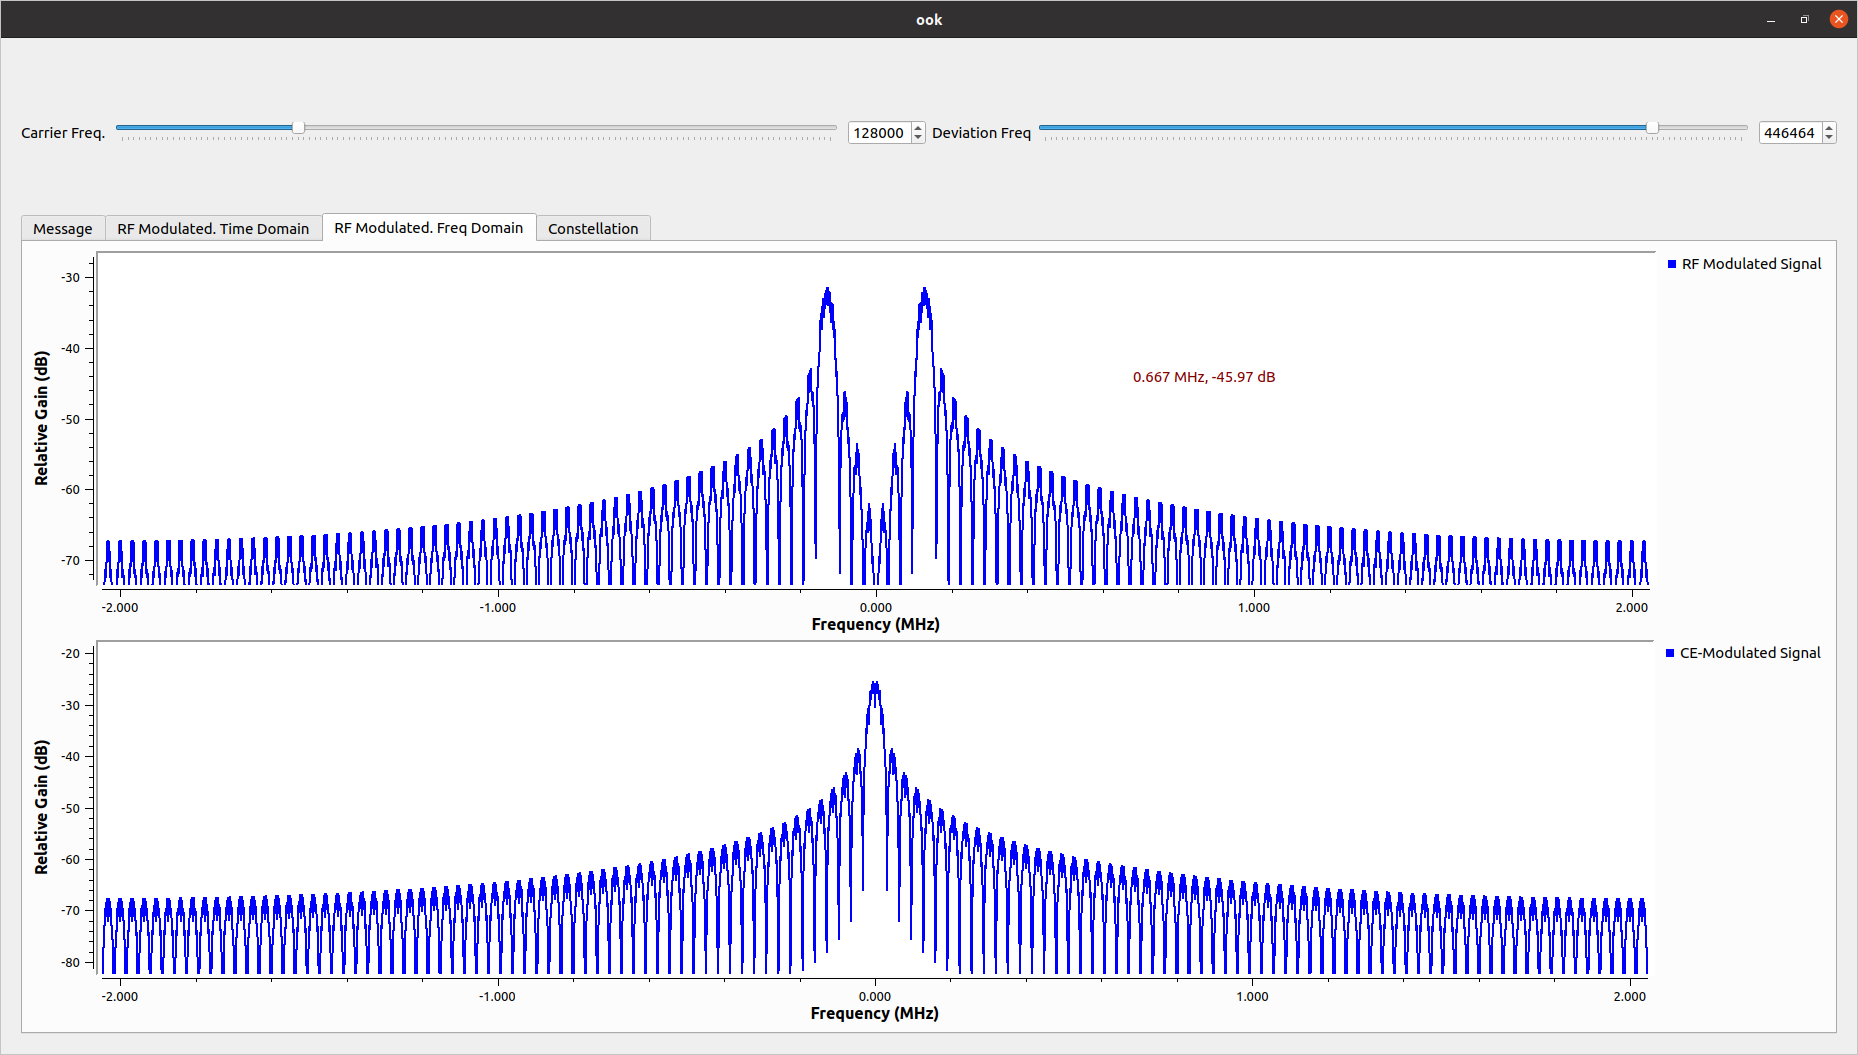 ook
Carrier Freq. 128000 Deviation Freq 446464
Message RF Modulated. Time Domain RF Modulated. Freq Domain Constellation
RF Modulated Signal
Relative Gain (dB)
-30
-40
-50
-60
-70
0.667 MHz, -45.97 dB
-2.000 -1.000 0.000 1.000 2.000
Frequency (MHz)
CE-Modulated Signal
Relative Gain (dB)
-20
-30
-40
-50
-60
-70
-80
-2.000 -1.000 0.000 1.000 2.000
Frequency (MHz)